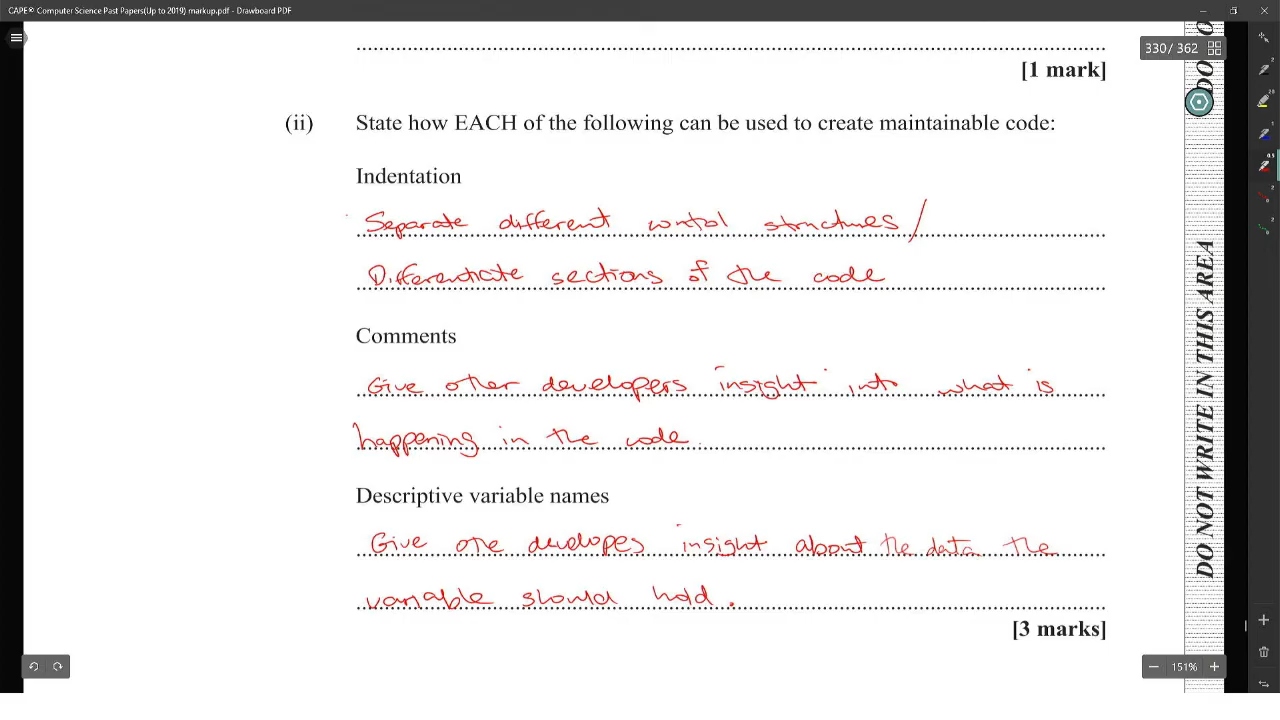 CAPE® Computer Science Past Papers(Up to 2019) markup.pdf - Drawboard PDF
330 / 362
[1 mark]
(ii) State how EACH of the following can be used to create maintainable code:
Indentation
Separate different control structures /
Differentiate sections of the code
Comments
Give other developers insight into what is
happening the code.
Descriptive variable names
Give other developes insight about the data the
variable should hold.
[3 marks]
DO NOT WRITE IN THIS AREA
DO O
151%